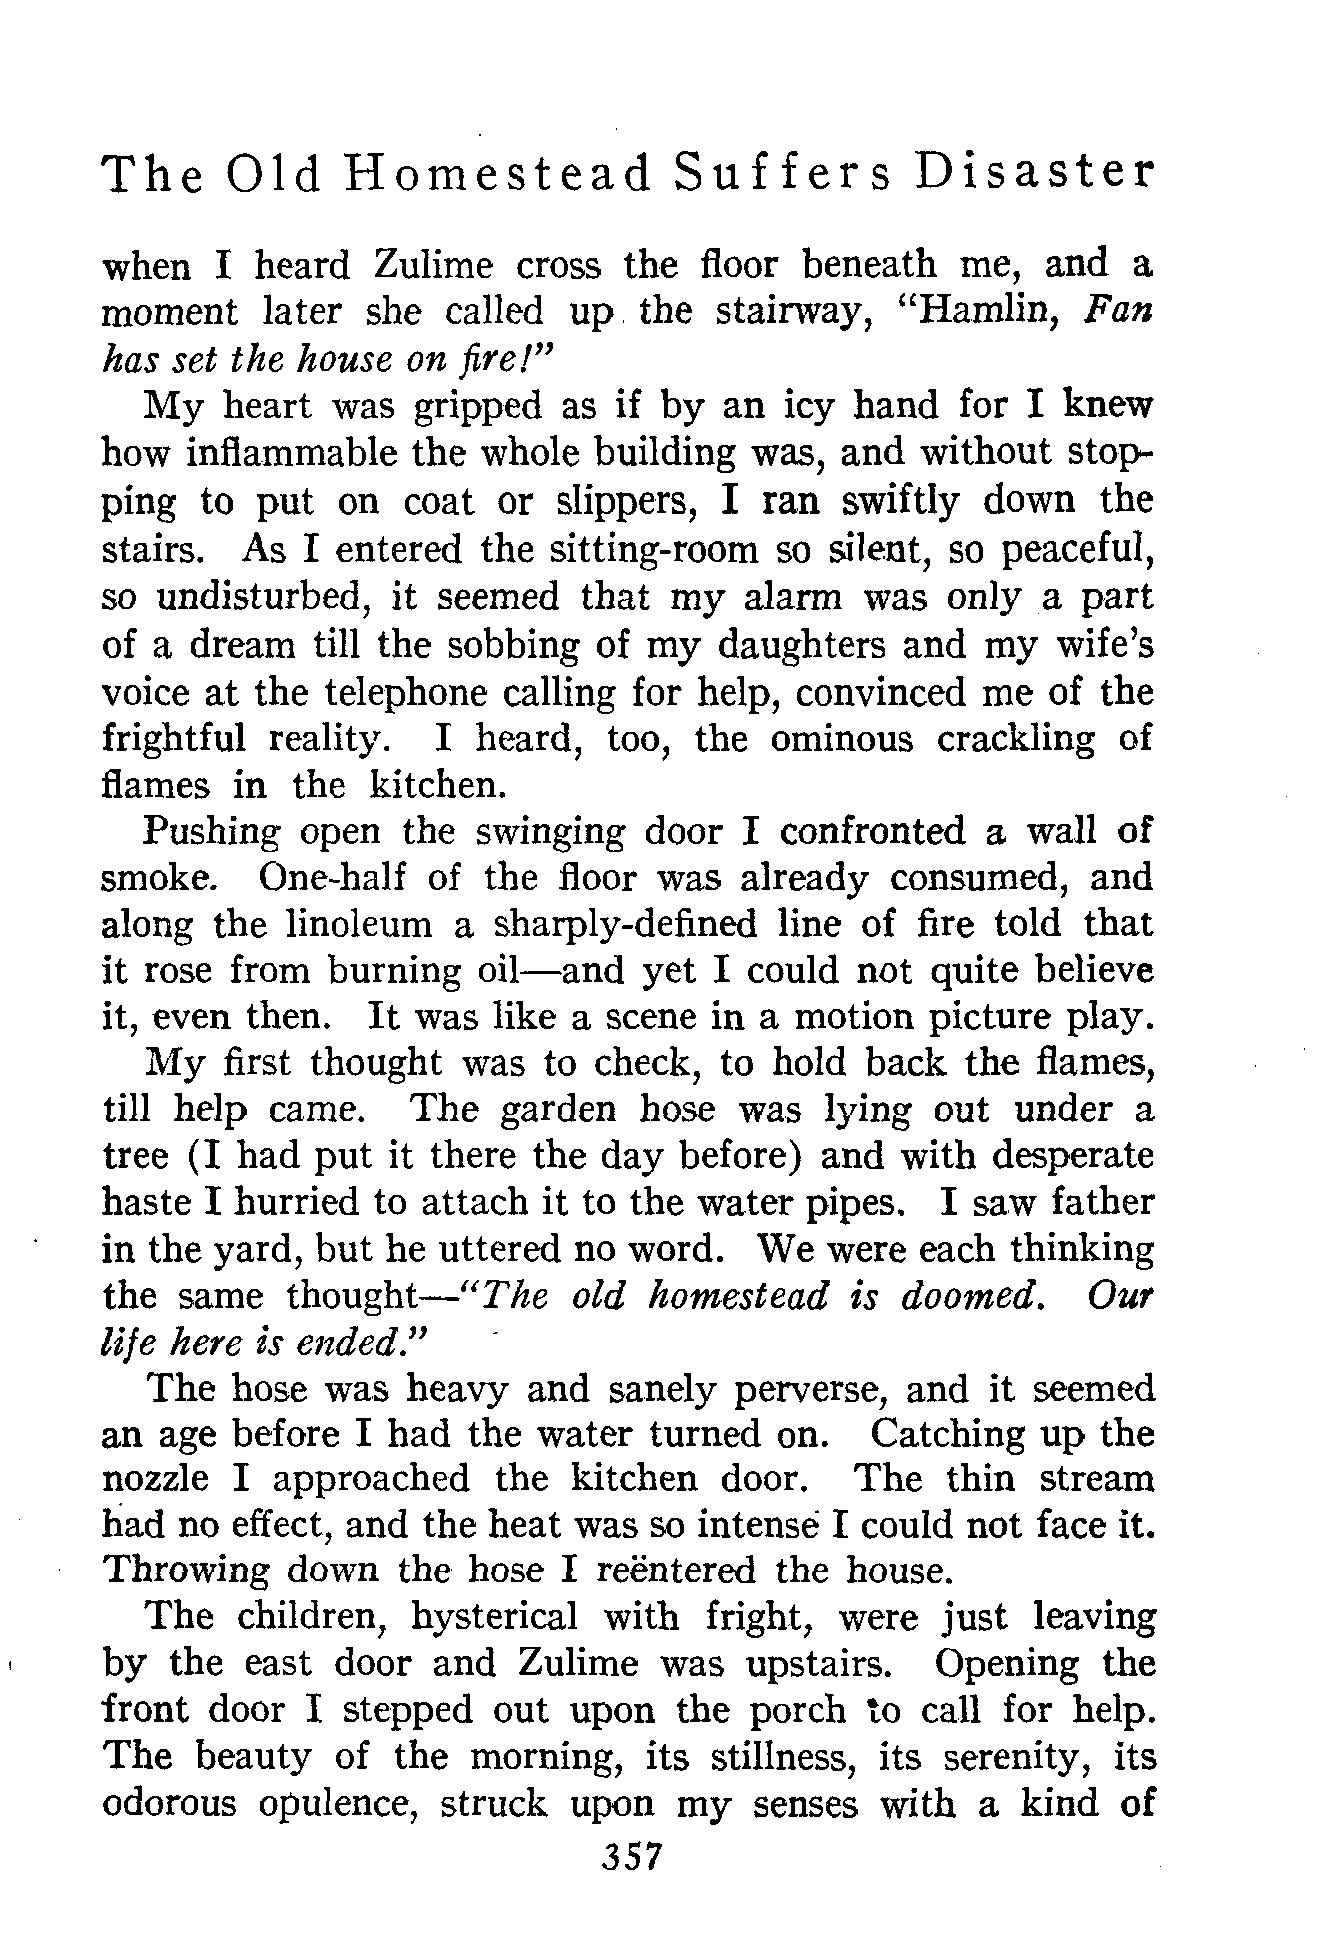 The Old Homestead Suffers Disaster
when I heard Zulime cross the floor beneath me, and a
moment later she called up the stairway, “Hamlin, Fan
has set the house on fire!”
My heart was gripped as if by an icy hand for I knew
how inflammable the whole building was, and without stop-
ping to put on coat or slippers, I ran swiftly down the
stairs. As I entered the sitting-room so silent, so peaceful,
so undisturbed, it seemed that my alarm was only a part
of a dream till the sobbing of my daughters and my wife’s
voice at the telephone calling for help, convinced me of the
frightful reality. I heard, too, the ominous crackling of
flames in the kitchen.
Pushing open the swinging door I confronted a wall of
smoke. One-half of the floor was already consumed, and
along the linoleum a sharply-defined line of fire told that
it rose from burning oil—and yet I could not quite believe
it, even then. It was like a scene in a motion picture play.
My first thought was to check, to hold back the flames,
till help came. The garden hose was lying out under a
tree (I had put it there the day before) and with desperate
haste I hurried to attach it to the water pipes. I saw father
in the yard, but he uttered no word. We were each thinking
the same thought—“The old homestead is doomed. Our
life here is ended.”
The hose was heavy and sanely perverse, and it seemed
an age before I had the water turned on. Catching up the
nozzle I approached the kitchen door. The thin stream
had no effect, and the heat was so intense I could not face it.
Throwing down the hose I reëntered the house.
The children, hysterical with fright, were just leaving
by the east door and Zulime was upstairs. Opening the
front door I stepped out upon the porch to call for help.
The beauty of the morning, its stillness, its serenity, its
odorous opulence, struck upon my senses with a kind of
357